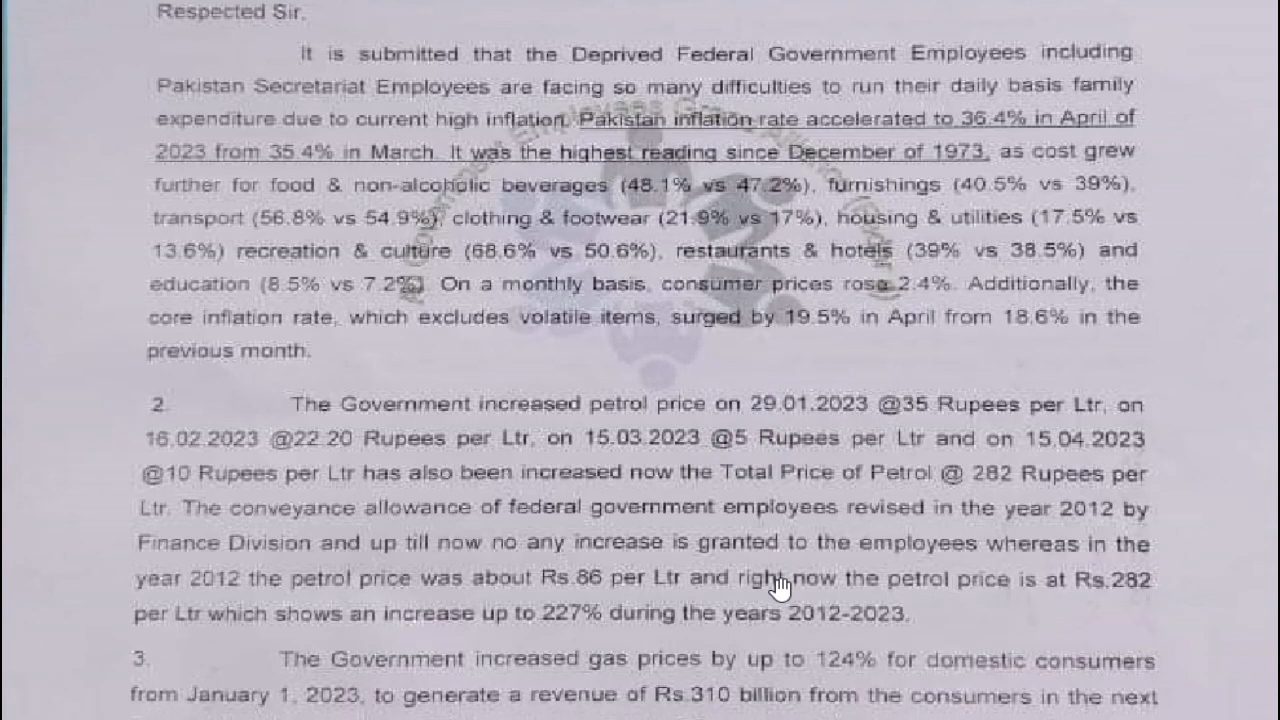 Respected Sir,
It is submitted that the Deprived Federal Government Employees including
Pakistan Secretariat Employees are facing so many difficulties to run their daily basis family
expenditure due to current high inflation. Pakistan inflation rate accelerated to 36.4% in April of
2023 from 35.4% in March. It was the highest reading since December of 1973, as cost grew
further for food & non-alcoholic beverages (48.1% vs 47.2%), furnishings (40.5% vs 39%),
transport (56.8% vs 54.9%), clothing & footwear (21.9% vs 17%), housing & utilities (17.5% vs
13.6%) recreation & culture (68.6% vs 50.6%), restaurants & hotels (39% vs 38.5%) and
education (8.5% vs 7.2%). On a monthly basis, consumer prices rose 2.4%. Additionally, the
core inflation rate, which excludes volatile items, surged by 19.5% in April from 18.6% in the
previous month.
2. The Government increased petrol price on 29.01.2023 @35 Rupees per Ltr, on
16.02.2023 @22.20 Rupees per Ltr, on 15.03.2023 @5 Rupees per Ltr and on 15.04.2023
@10 Rupees per Ltr has also been increased now the Total Price of Petrol @ 282 Rupees per
Ltr. The conveyance allowance of federal government employees revised in the year 2012 by
Finance Division and up till now no any increase is granted to the employees whereas in the
year 2012 the petrol price was about Rs.86 per Ltr and right now the petrol price is at Rs.282
per Ltr which shows an increase up to 227% during the years 2012-2023.
3. The Government increased gas prices by up to 124% for domestic consumers
from January 1, 2023, to generate a revenue of Rs.310 billion from the consumers in the next
Employees Grand Alliance